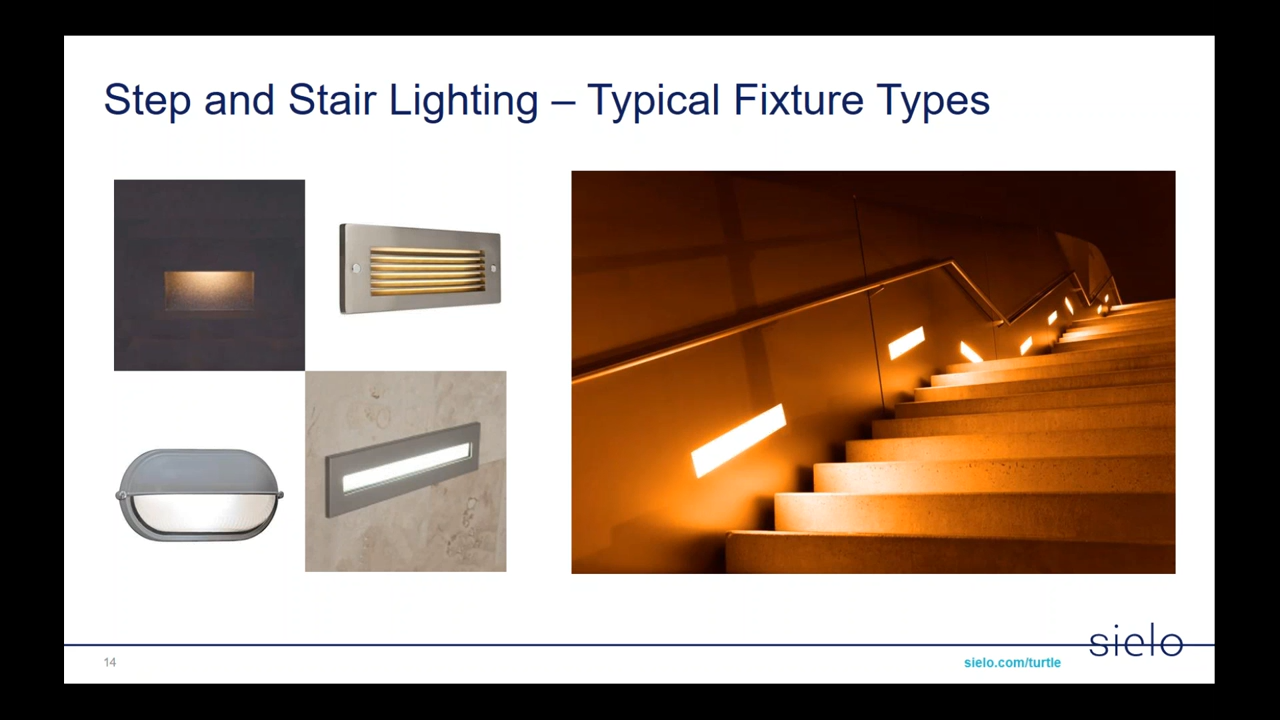 Step and Stair Lighting – Typical Fixture Types
14
sielo.com/turtle
sielo